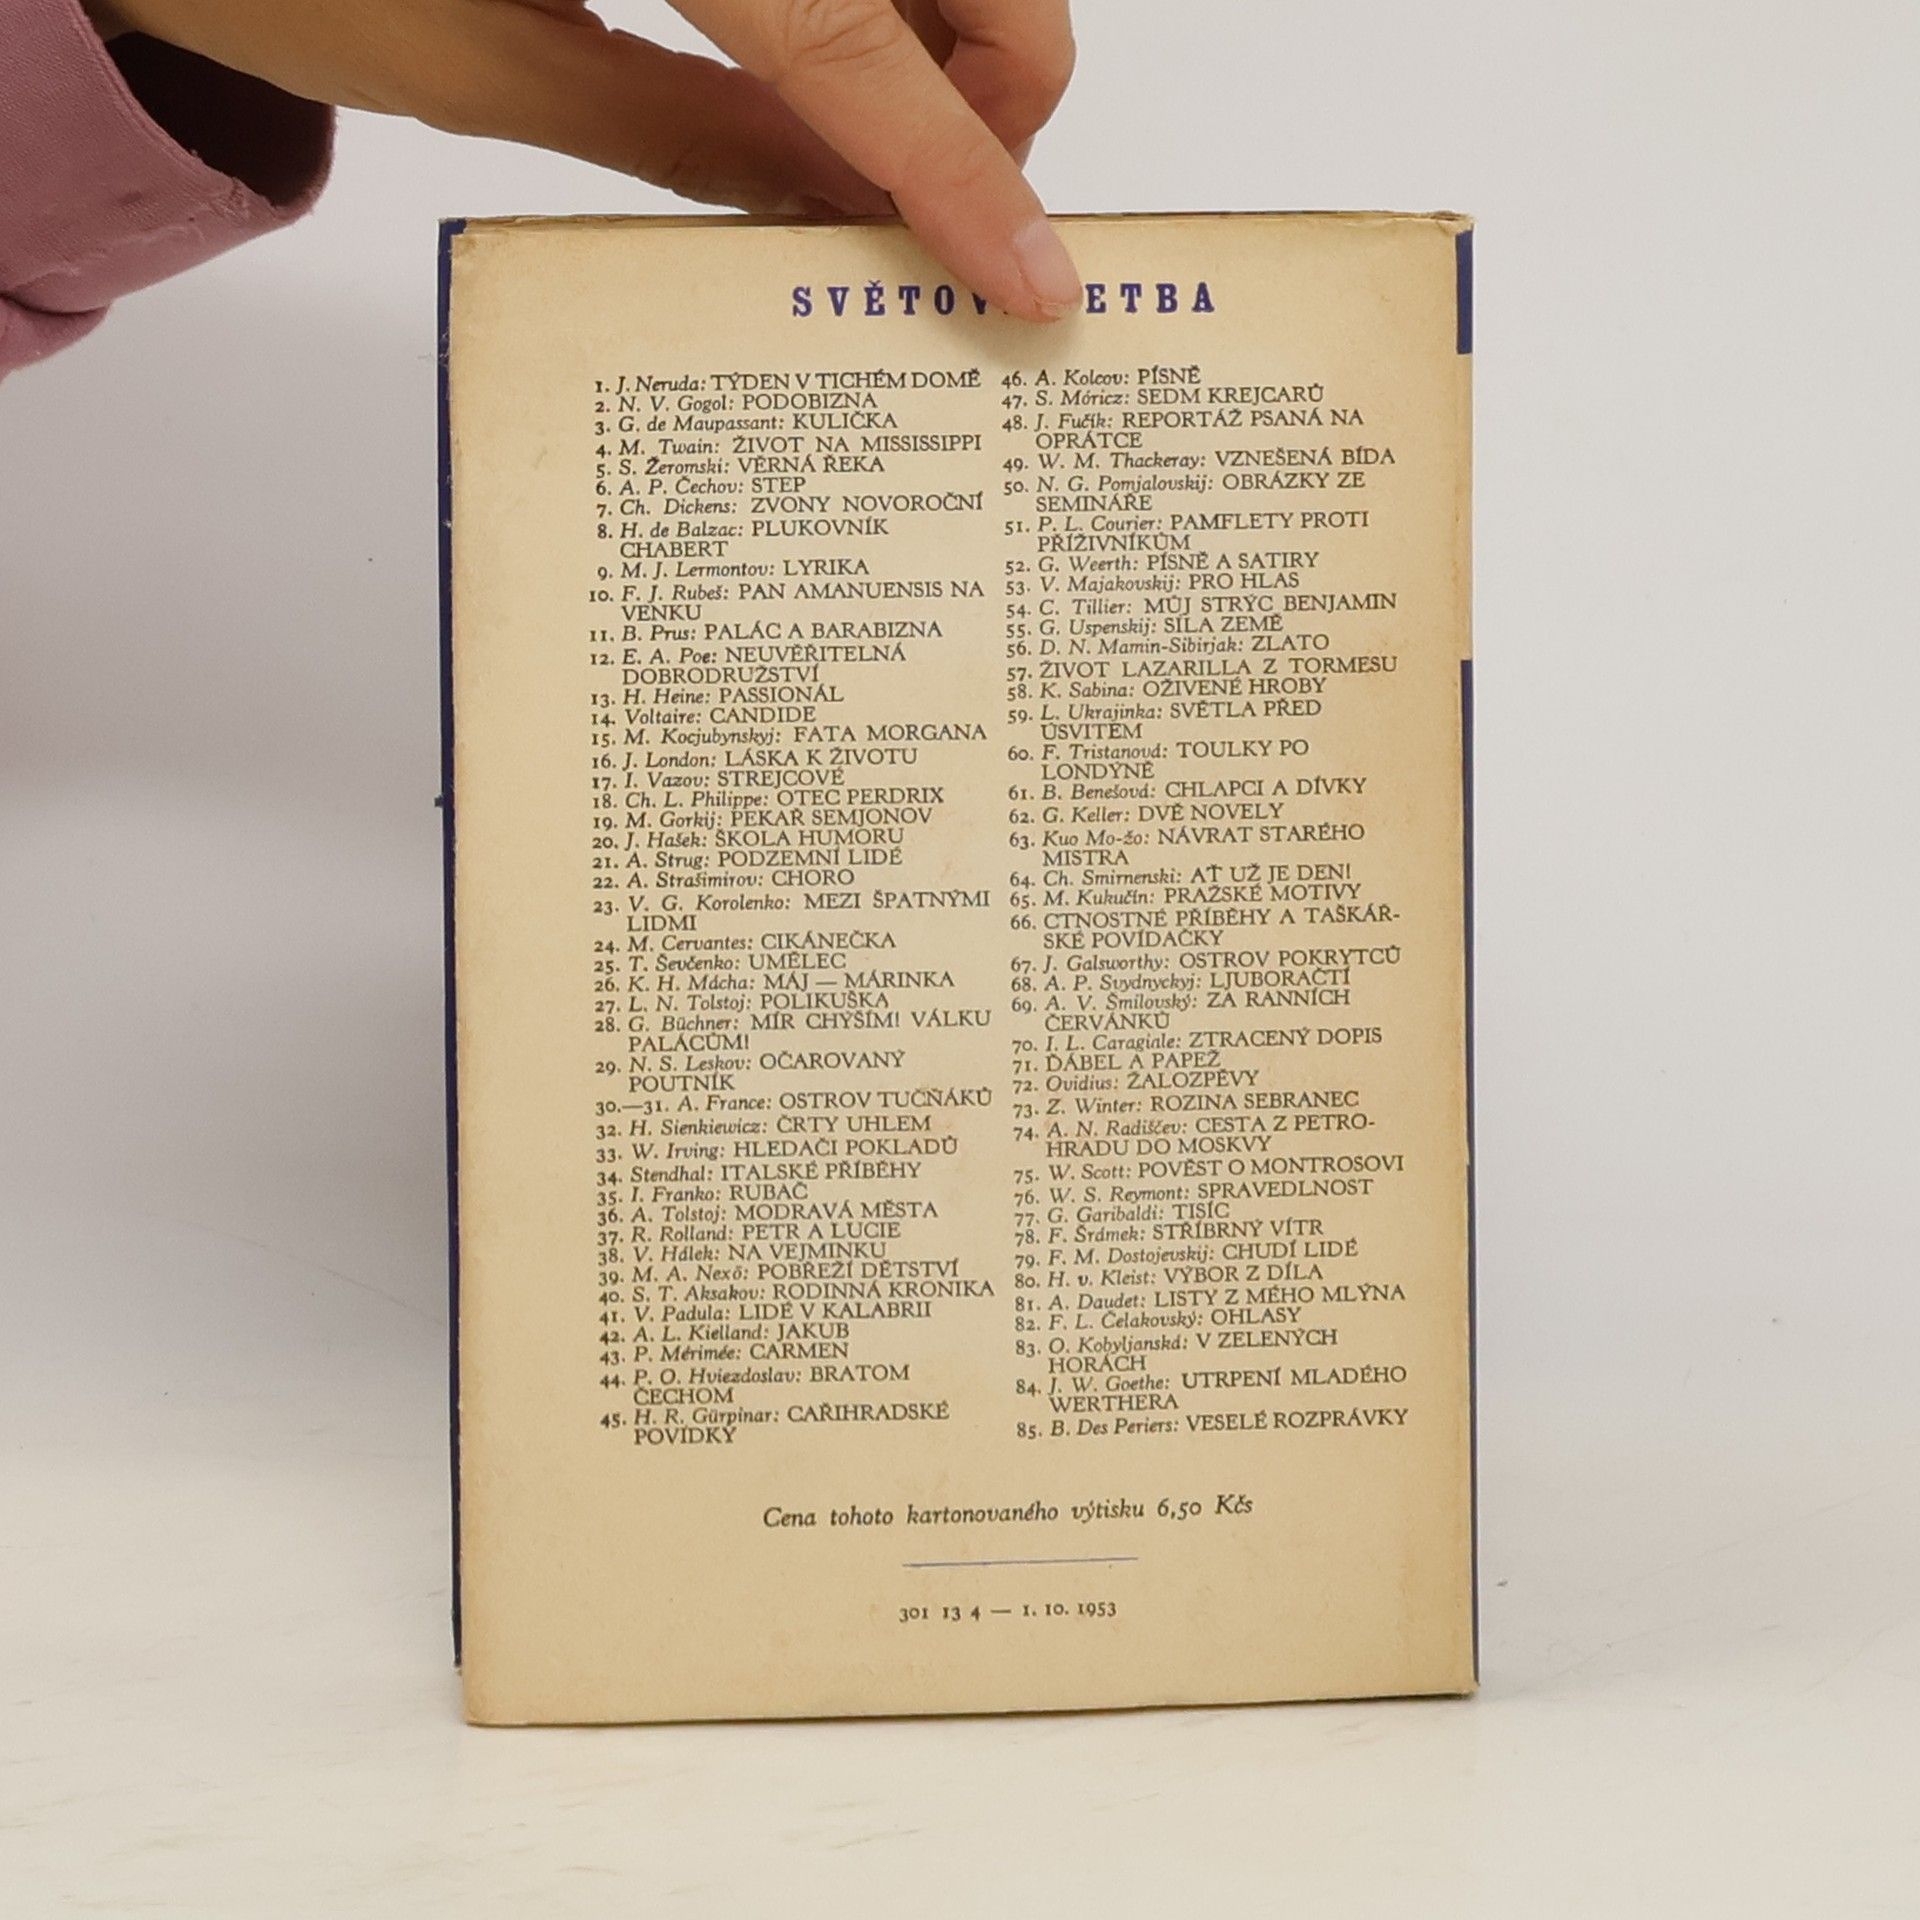 SVĚTOV ETBA
1. J. Neruda: TÝDEN V TICHÉM DOMĚ
2. N. V. Gogol: PODOBIZNA
3. G. de Maupassant: KULIČKA
4. M. Twain: ŽIVOT NA MISSISSIPPI
5. S. Žeromski: VĚRNÁ ŘEKA
6. A. P. Čechov: STEP
7. Ch. Dickens: ZVONY NOVOROČNÍ
8. H. de Balzac: PLUKOVNÍK
CHABERT
9. M. J. Lermontov: LYRIKA
10. F. J. Rubeš: PAN AMANUENSIS NA
VENKU
11. B. Prus: PALÁC A BARABIZNA
12. E. A. Poe: NEUVĚŘITELNÁ
DOBRODRUŽSTVÍ
13. H. Heine: PASSIONÁL
14. Voltaire: CANDIDE
15. M. Kocjubynskyj: FATA MORGANA
16. J. London: LÁSKA K ŽIVOTU
17. I. Vazov: STREJCOVÉ
18. Ch. L. Philippe: OTEC PERDRIX
19. M. Gorkij: PEKAŘ SEMJONOV
20. J. Hašek: ŠKOLA HUMORU
21. A. Strug: PODZEMNÍ LIDÉ
22. A. Strašimirov: CHORO
23. V. G. Korolenko: MEZI ŠPATNÝMI
LIDMI
24. M. Cervantes: CIKÁNEČKA
25. T. Ševčenko: UMĚLEC
26. K. H. Mácha: MÁJ — MÁRINKA
27. L. N. Tolstoj: POLIKUŠKA
28. G. Büchner: MÍR CHÝŠÍM! VÁLKU
PALÁCŮM!
29. N. S. Leskov: OČAROVANÝ
POUTNÍK
30.—31. A. France: OSTROV TUČŇÁKŮ
32. H. Sienkiewicz: ČRTY UHLEM
33. W. Irving: HLEDAČI POKLADŮ
34. Stendhal: ITALSKÉ PŘÍBĚHY
35. I. Franko: RUBAČ
36. A. Tolstoj: MODRAVÁ MĚSTA
37. R. Rolland: PETR A LUCIE
38. V. Hálek: NA VEJMINKU
39. M. A. Nexö: POBŘEŽÍ DĚTSTVÍ
40. S. T. Aksakov: RODINNÁ KRONIKA
41. V. Padula: LIDÉ V KALABRII
42. A. L. Kielland: JAKUB
43. P. Mérimée: CARMEN
44. P. O. Hviezdoslav: BRATOM
ČECHOM
45. H. R. Gürpinar: CAŘIHRADSKÉ
POVÍDKY
46. A. Kolcov: PÍSNĚ
47. S. Móricz: SEDM KREJCARŮ
48. J. Fučík: REPORTÁŽ PSANÁ NA
OPRÁTCE
49. W. M. Thackeray: VZNEŠENÁ BÍDA
50. N. G. Pomjalovskij: OBRÁZKY ZE
SEMINÁŘE
51. P. L. Courier: PAMFLETY PROTI
PŘÍŽIVNÍKŮM
52. G. Weerth: PÍSNĚ A SATIRY
53. V. Majakovskij: PRO HLAS
54. C. Tillier: MŮJ STRÝC BENJAMIN
55. G. Uspenskij: SÍLA ZEMĚ
56. D. N. Mamin-Sibirjak: ZLATO
57. ŽIVOT LAZARILLA Z TORMESU
58. K. Sabina: OŽIVENÉ HROBY
59. L. Ukrajinka: SVĚTLA PŘED
ÚSVITEM
60. F. Tristanová: TOULKY PO
LONDÝNĚ
61. B. Benešová: CHLAPCI A DÍVKY
62. G. Keller: DVĚ NOVELY
63. Kuo Mo-žo: NÁVRAT STARÉHO
MISTRA
64. Ch. Smirnenski: AŤ UŽ JE DEN!
65. M. Kukučín: PRAŽSKÉ MOTIVY
66. CTNOSTNÉ PŘÍBĚHY A TAŠKÁŘ-
SKÉ POVÍDAČKY
67. J. Galsworthy: OSTROV POKRYTCŮ
68. A. P. Svydnyckyj: LJUBORAČTÍ
69. A. V. Šmilovský: ZA RANNÍCH
ČERVÁNKŮ
70. I. L. Caragiale: ZTRACENÝ DOPIS
71. ĎÁBEL A PAPEŽ
72. Ovidius: ŽALOZPĚVY
73. Z. Winter: ROZINA SEBRANEC
74. A. N. Radiščev: CESTA Z PETRO-
HRADU DO MOSKVY
75. W. Scott: POVĚST O MONTROSOVI
76. W. S. Reymont: SPRAVEDLNOST
77. G. Garibaldi: TISÍC
78. F. Šrámek: STŘÍBRNÝ VÍTR
79. F. M. Dostojevskij: CHUDÍ LIDÉ
80. H. v. Kleist: VÝBOR Z DÍLA
81. A. Daudet: LISTY Z MÉHO MLÝNA
82. F. L. Čelakovský: OHLASY
83. O. Kobyljanská: V ZELENÝCH
HORÁCH
84. J. W. Goethe: UTRPENÍ MLADÉHO
WERTHERA
85. B. Des Periers: VESELÉ ROZPRÁVKY
Cena tohoto kartonovaného výtisku 6,50 Kčs
301 13 4 — 1. 10. 1953